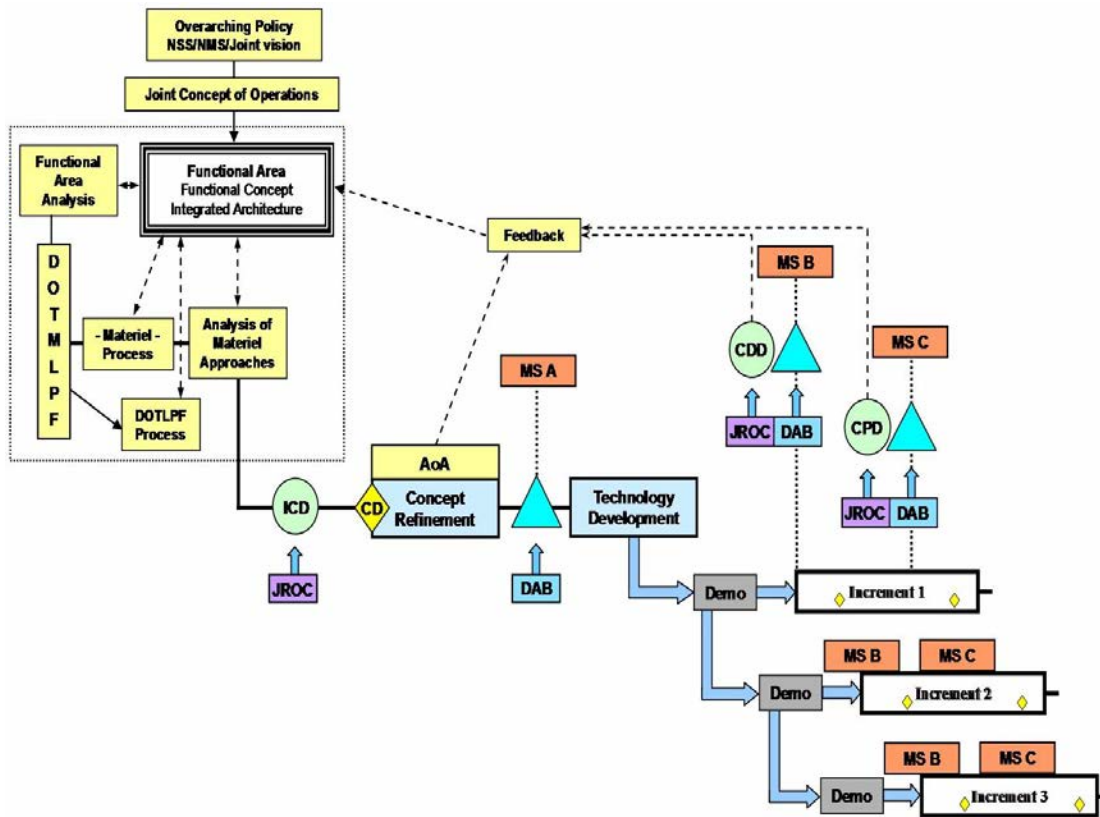 Overarching Policy
NSS/NMS/Joint vision
Joint Concept of Operations
Functional
Area
Analysis
Functional Area
Functional Concept
Integrated Architecture
Feedback
MS B
D
O
T
M
L
P
F
- Materiel -
Process
Analysis of
Materiel
Approaches
DOTLPF
Process
MS A
CDD
MS C
JROC
DAB
CPD
AoA
ICD
CD
Concept
Refinement
Technology
Development
JROC
DAB
JROC
DAB
Demo
Increment 1
MS B
MS C
Demo
Increment 2
MS B
MS C
Demo
Increment 3